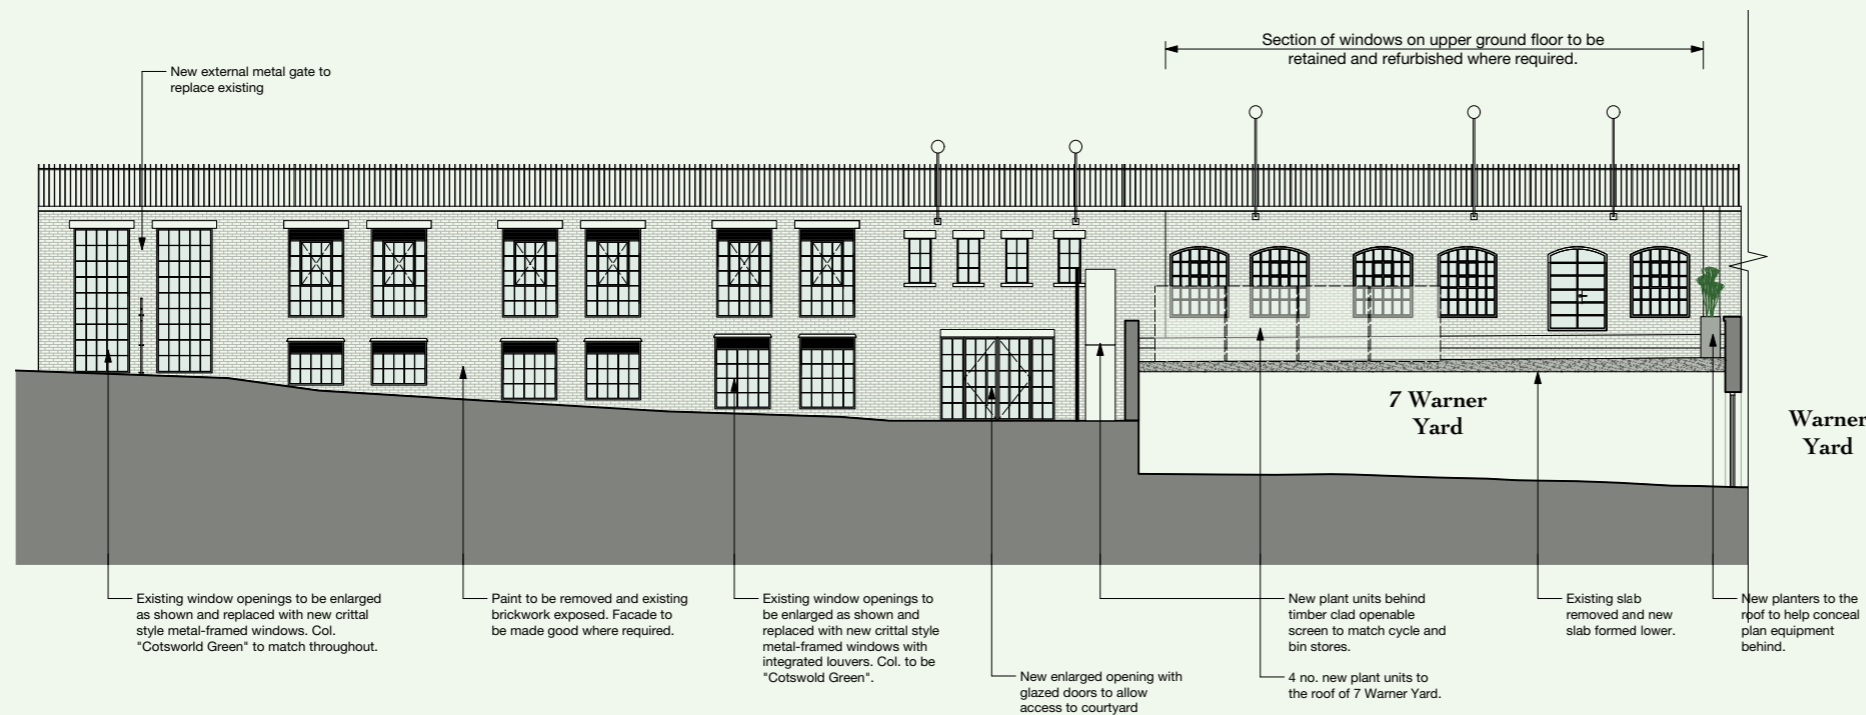 Section of windows on upper ground floor to be
retained and refurbished where required.
New external metal gate to
replace existing
7 Warner
Yard
Warner
Yard
Existing window openings to be enlarged
as shown and replaced with new crittal
style metal-framed windows. Col.
"Cotsworld Green" to match throughout.
Paint to be removed and existing
brickwork exposed. Facade to
be made good where required.
Existing window openings to
be enlarged as shown and
replaced with new crittal style
metal-framed windows with
integrated louvers. Col. to be
"Cotswold Green".
New enlarged opening with
glazed doors to allow
access to courtyard
New plant units behind
timber clad openable
screen to match cycle and
bin stores.
4 no. new plant units to
the roof of 7 Warner Yard.
Existing slab
removed and new
slab formed lower.
New planters to the
roof to help conceal
plan equipment
behind.